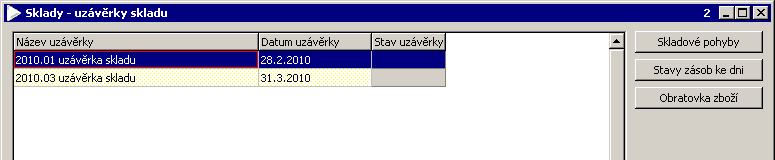 Sklady - uzávěrky skladu 2
Název uzávěrky Datum uzávěrky Stav uzávěrky
2010.01 uzávěrka skladu 28.2.2010
2010.03 uzávěrka skladu 31.3.2010
Skladové pohyby
Stavy zásob ke dni
Obratovka zboží